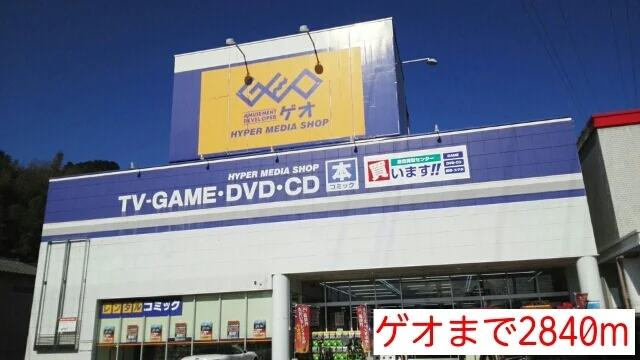 GEO
AMUSEMENT
DEVELOPER
ゲオ
HYPER MEDIA SHOP
HYPER MEDIA SHOP
TV-GAME・DVD・CD
本
コミック
買います!!
GAME
DVD・CD
レンタルコミック
ゲオまで2840m